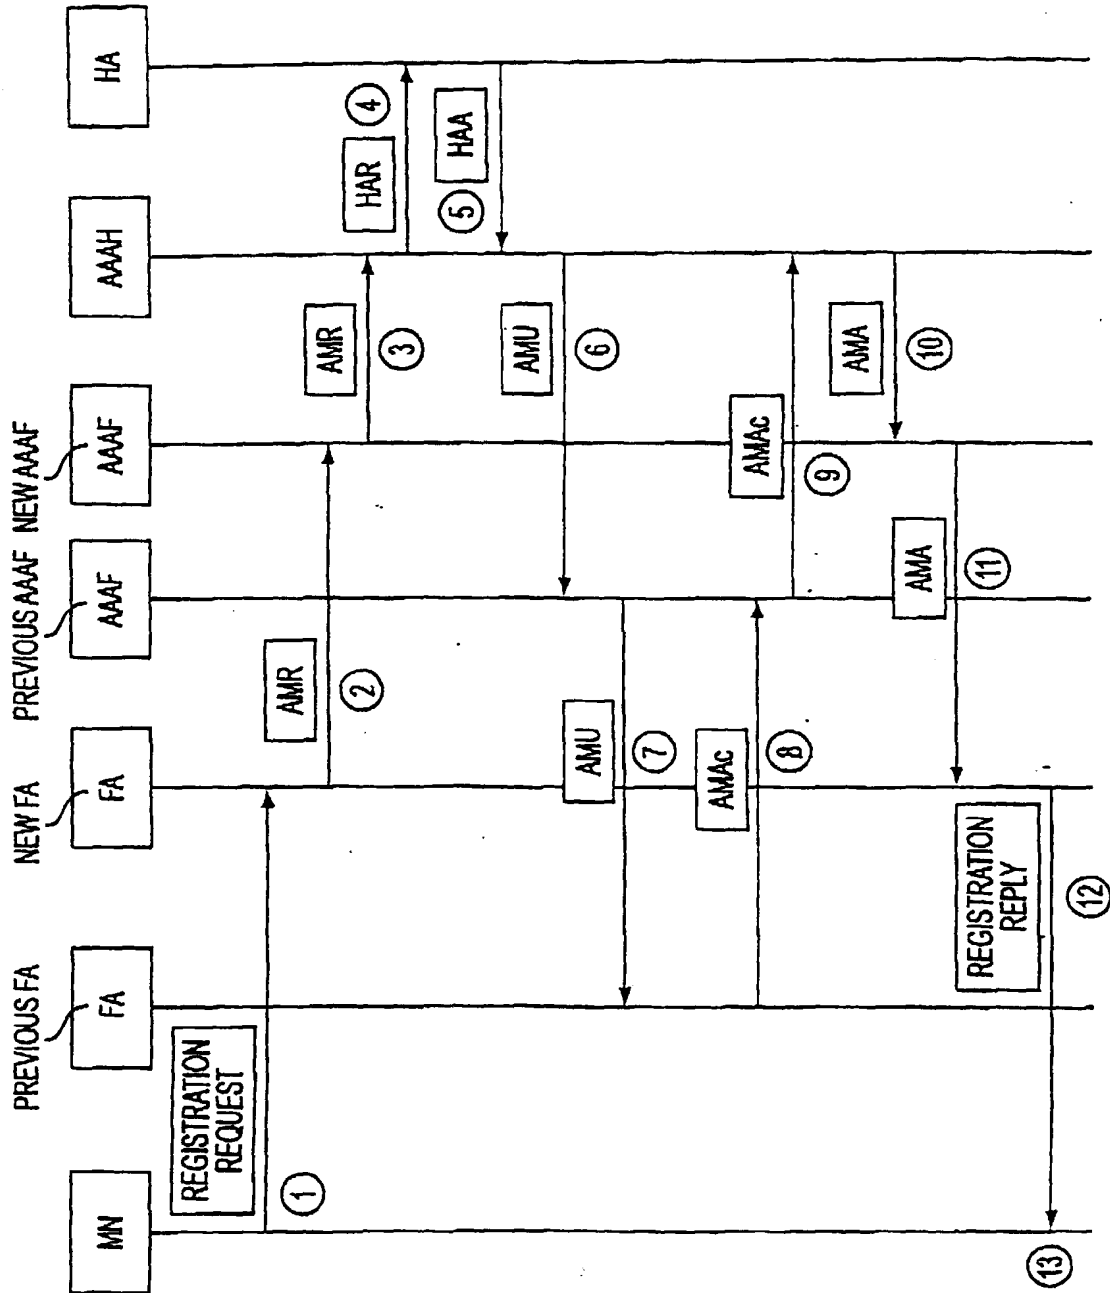 PREVIOUS FA
NEW FA
PREVIOUS AAAF
NEW AAAF
MN
FA
FA
AAAF
AAAF
AAAH
HA
REGISTRATION
REQUEST
1
AMR
2
AMR
3
HAR
4
HAA
5
AMU
6
AMU
7
AMAc
8
AMAc
9
AMA
10
AMA
11
REGISTRATION
REPLY
12
13